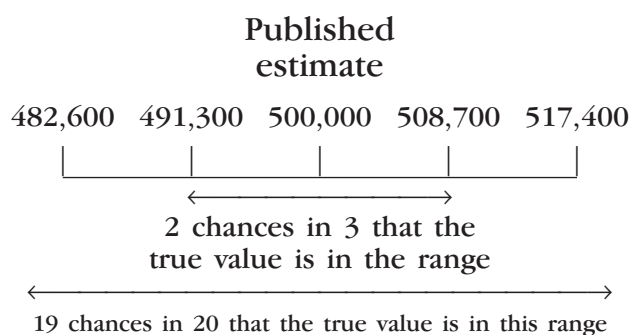 Published
estimate
482,600 491,300 500,000 508,700 517,400
2 chances in 3 that the
true value is in the range
19 chances in 20 that the true value is in this range